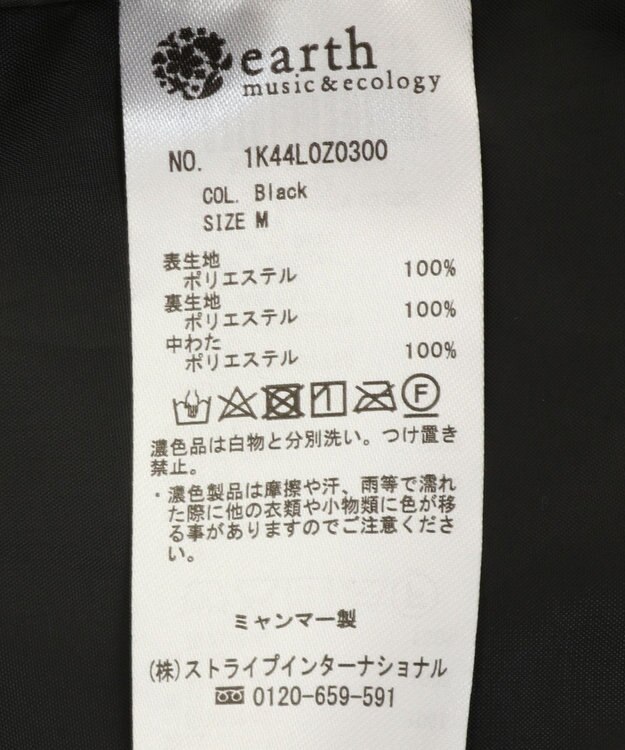 earth
music&ecology
NO. 1K44L0Z0300
COL. Black
SIZE M
表生地
ポリエステル 100%
裏生地
ポリエステル 100%
中わた
ポリエステル 100%
F
濃色品は白物と分別洗い。つけ置き
禁止。
・濃色製品は摩擦や汗、雨等で濡れ
た際に他の衣類や小物類に色が移
る事がありますのでご注意くださ
い。
ミャンマー製
(株)ストライプインターナショナル
0120-659-591